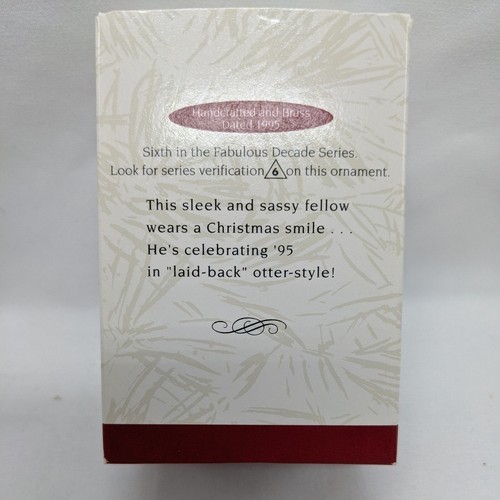 Handcrafted and Brass
Dated 1995
Sixth in the Fabulous Decade Series.
Look for series verification 6 on this ornament.
This sleek and sassy fellow
wears a Christmas smile . . .
He's celebrating '95
in "laid-back" otter-style!